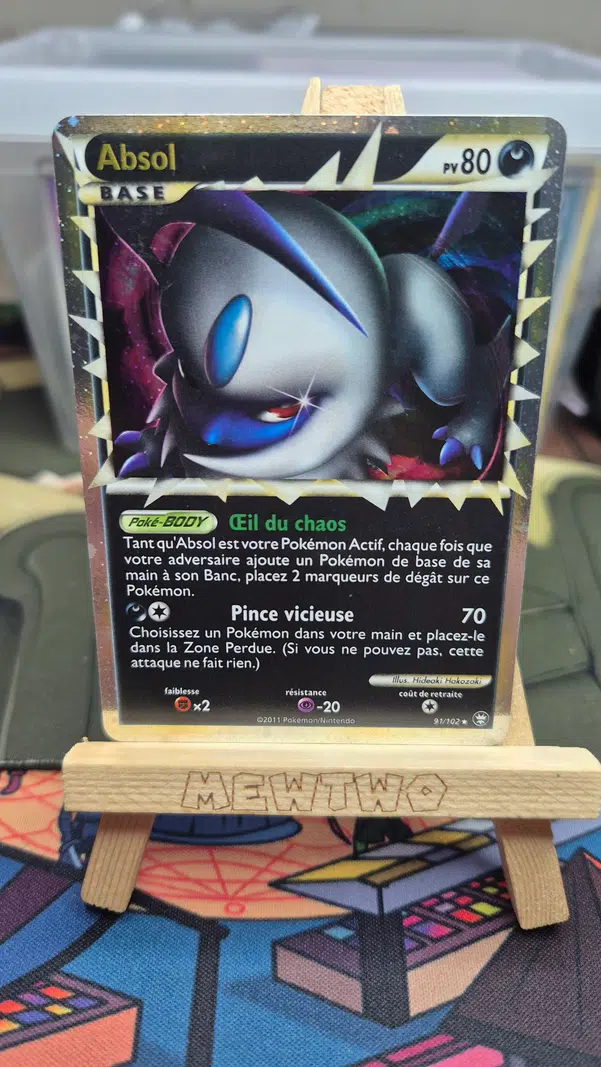 Absol
PV 80
BASE
Poké-BODY Œil du chaos
Tant qu'Absol est votre Pokémon Actif, chaque fois que
votre adversaire ajoute un Pokémon de base de sa
main à son Banc, placez 2 marqueurs de dégât sur ce
Pokémon.
Pince vicieuse 70
Choisissez un Pokémon dans votre main et placez-le
dans la Zone Perdue. (Si vous ne pouvez pas, cette
attaque ne fait rien.)
Illus. Hideaki Hakozaki
faiblesse résistance coût de retraite
x2 -20
©2011 Pokémon/Nintendo 91/102 ★
MEWTWO